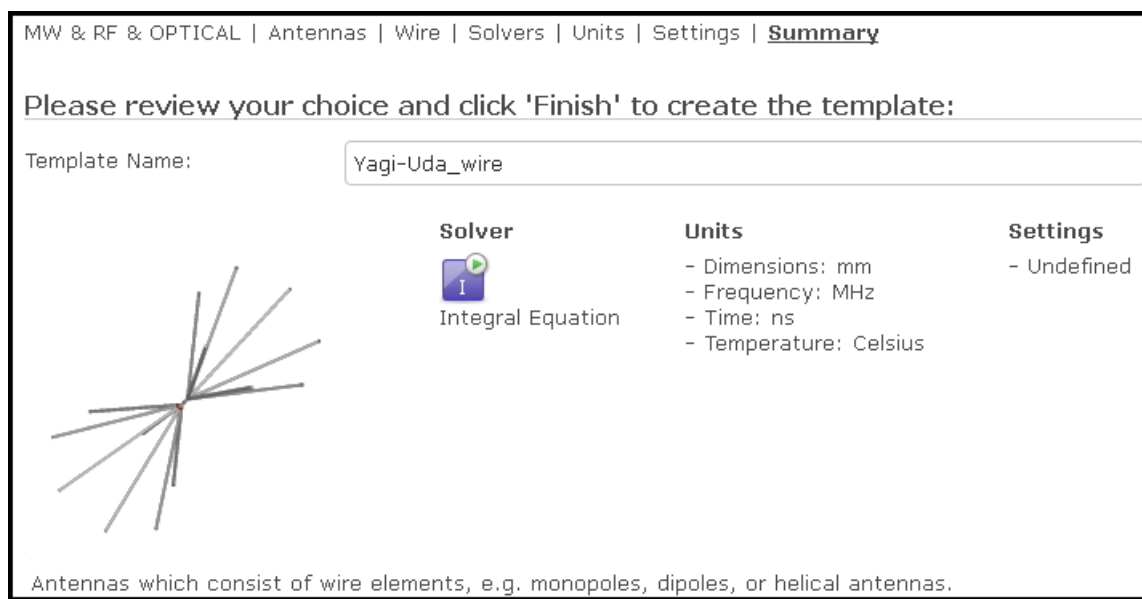 MW & RF & OPTICAL | Antennas | Wire | Solvers | Units | Settings | Summary
Please review your choice and click 'Finish' to create the template:
Template Name: Yagi-Uda_wire
Solver Units Settings
- Dimensions: mm - Undefined
- Frequency: MHz
I
Integral Equation - Time: ns
- Temperature: Celsius
Antennas which consist of wire elements, e.g. monopoles, dipoles, or helical antennas.